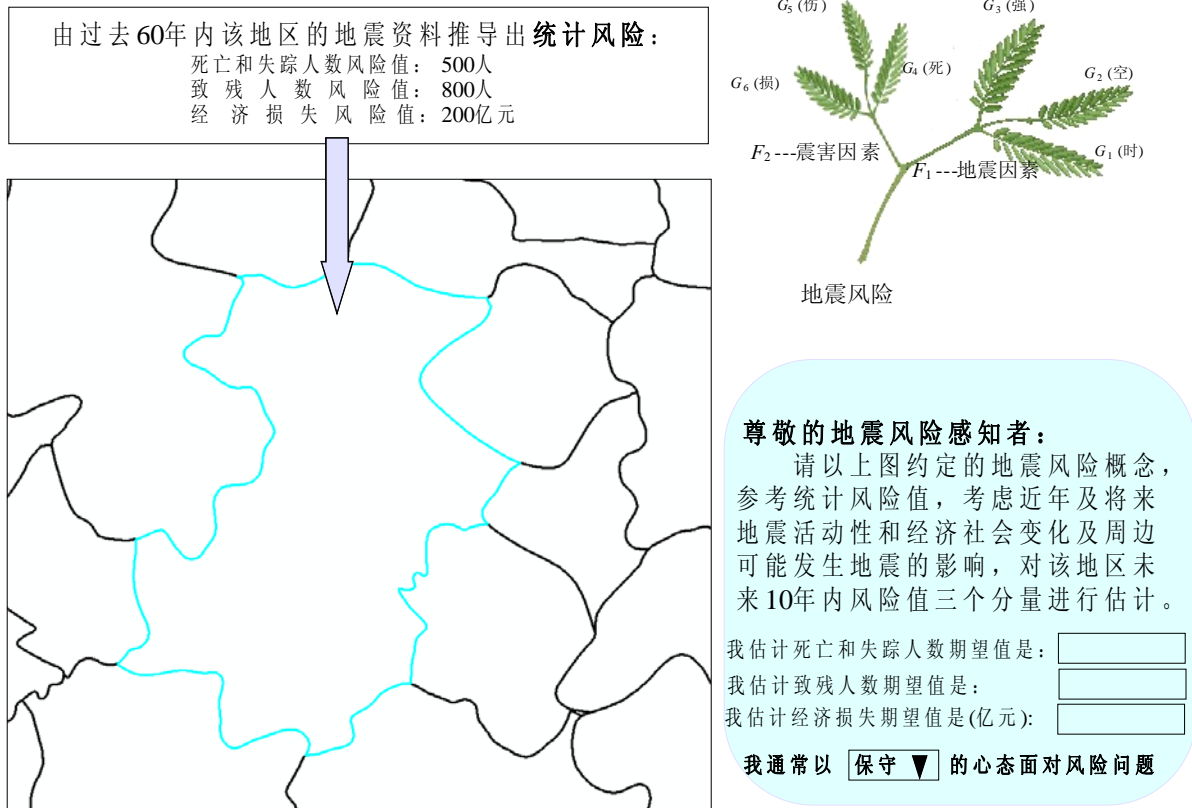 由过去60年内该地区的地震资料推导出统计风险：
死亡和失踪人数风险值： 500人
致残人数风险值： 800人
经济损失风险值： 200亿元
G5 (伤)
G3 (强)
G4 (死)
G2 (空)
G6 (损)
G1 (时)
F2 ---震害因素
F1 ---地震因素
地震风险
尊敬的地震风险感知者：
请以上图约定的地震风险概念，
参考统计风险值，考虑近年及将来
地震活动性和经济社会变化及周边
可能发生地震的影响，对该地区未
来10年内风险值三个分量进行估计。
我估计死亡和失踪人数期望值是：
我估计致残人数期望值是：
我估计经济损失期望值是(亿元):
我通常以 保守 ▼ 的心态面对风险问题